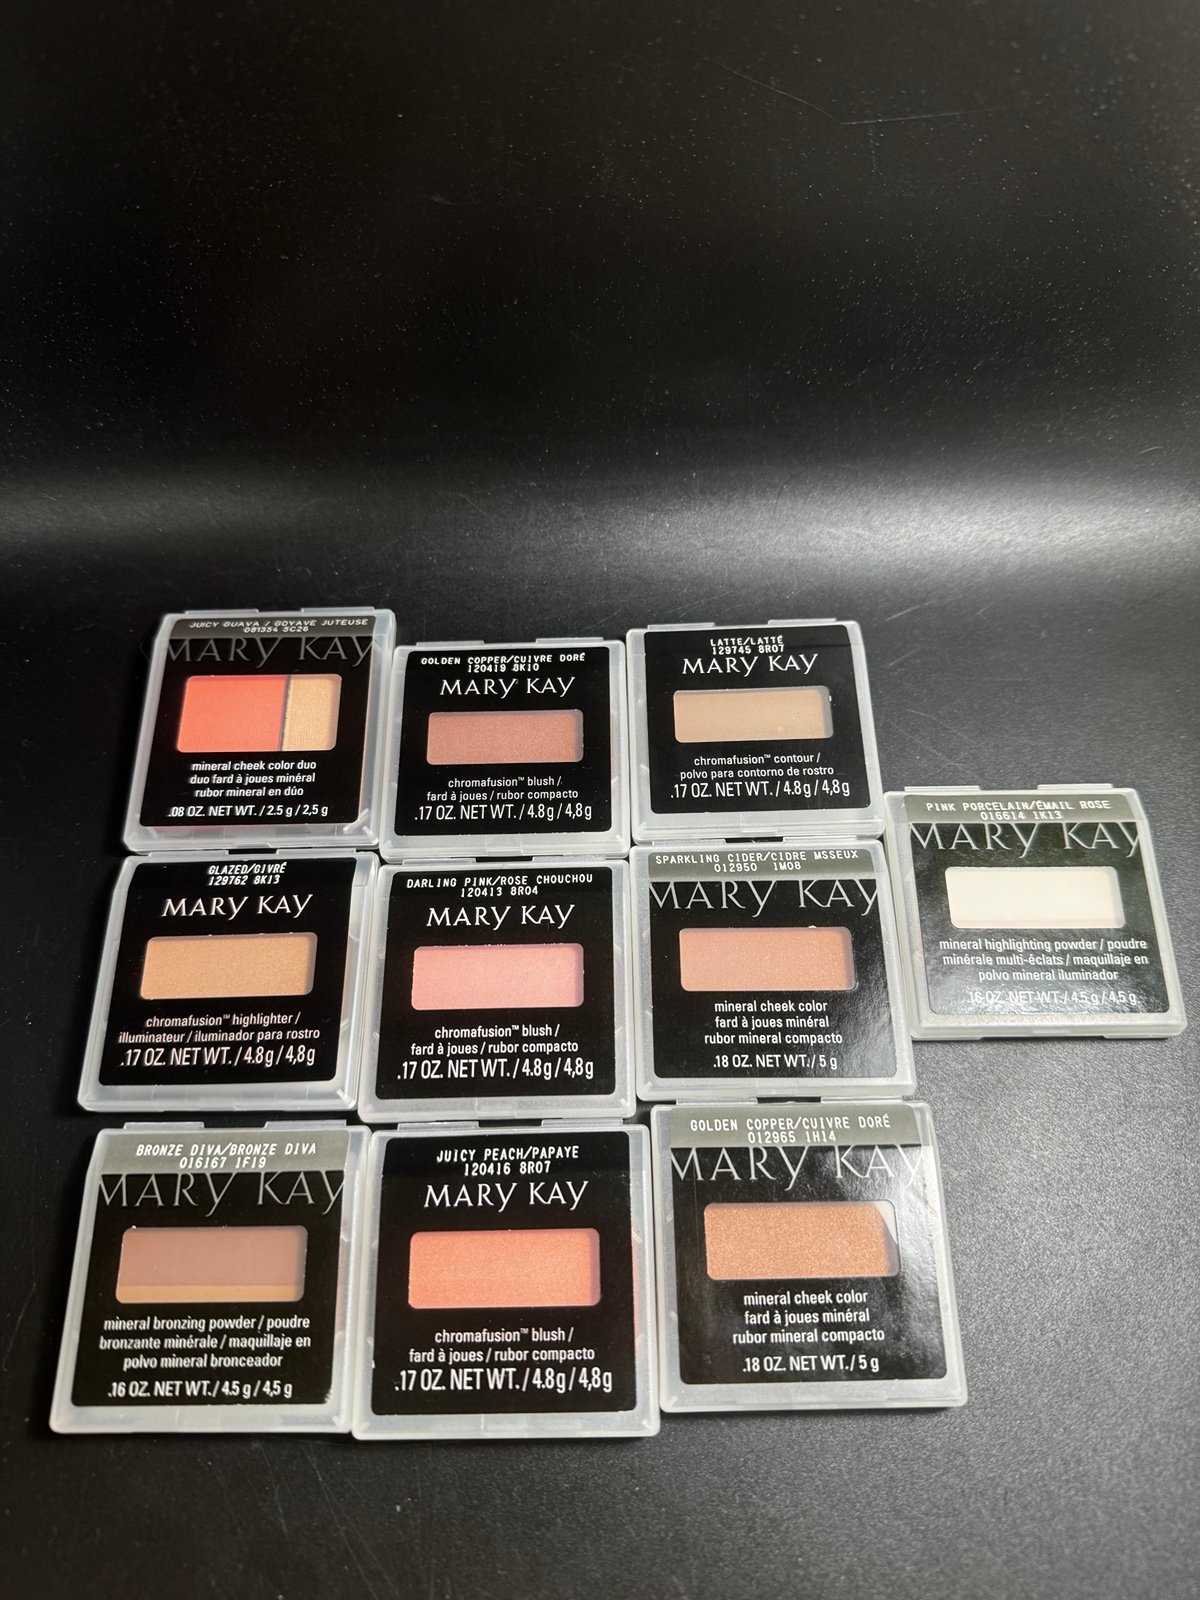 JUICY GUAVA / GOYAVE JUTEUSE
081354 5C26
MARY KAY
mineral cheek color duo
duo fard à joues minéral
rubor mineral en dúo
.08 OZ. NET WT. / 2.5 g / 2,5 g
GOLDEN COPPER/CUIVRE DORÉ
120419 8K10
MARY KAY
chromafusion™ blush /
fard à joues / rubor compacto
.17 OZ. NET WT. / 4.8 g / 4,8 g
LATTE/LATTÉ
129745 8R07
MARY KAY
chromafusion™ contour /
polvo para contorno de rostro
.17 OZ. NET WT. / 4.8 g / 4,8 g
PINK PORCELAIN/ÉMAIL ROSE
016614 1K13
MARY KAY
mineral highlighting powder / poudre
minérale multi-éclats / maquillaje en
polvo mineral iluminador
.16 OZ. NET WT. / 4.5 g / 4,5 g
GLAZED/GIVRÉ
129762 8K13
MARY KAY
chromafusion™ highlighter /
illuminateur / iluminador para rostro
.17 OZ. NET WT. / 4.8 g / 4,8 g
DARLING PINK/ROSE CHOUCHOU
120413 8R04
MARY KAY
chromafusion™ blush /
fard à joues / rubor compacto
.17 OZ. NET WT. / 4.8 g / 4,8 g
SPARKLING CIDER/CIDRE MSSEUX
012950 1M08
MARY KAY
mineral cheek color
fard à joues minéral
rubor mineral compacto
.18 OZ. NET WT. / 5 g
BRONZE DIVA/BRONZE DIVA
016167 1F19
MARY KAY
mineral bronzing powder / poudre
bronzante minérale / maquillaje en
polvo mineral bronceador
.16 OZ. NET WT. / 4.5 g / 4,5 g
JUICY PEACH/PAPAYE
120416 8R07
MARY KAY
chromafusion™ blush /
fard à joues / rubor compacto
.17 OZ. NET WT. / 4.8 g / 4,8 g
GOLDEN COPPER/CUIVRE DORÉ
012965 1H14
MARY KAY
mineral cheek color
fard à joues minéral
rubor mineral compacto
.18 OZ. NET WT. / 5 g